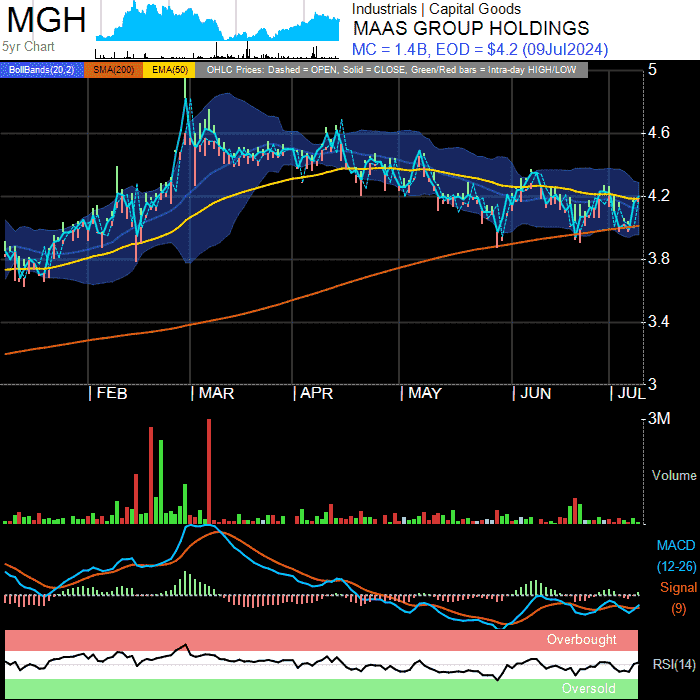 MGH
5yr Chart
Industrials | Capital Goods
MAAS GROUP HOLDINGS
MC = 1.4B, EOD = $4.2 (09Jul2024)
BollBands(20,2) SMA(200) EMA(50) OHLC Prices: Dashed = OPEN, Solid = CLOSE, Green/Red bars = Intra-day HIGH/LOW
5
4.6
4.2
3.8
3.4
3
| FEB | MAR | APR | MAY | JUN | JUL
3M
Volume
MACD
(12-26)
Signal
(9)
Overbought
RSI(14)
Oversold